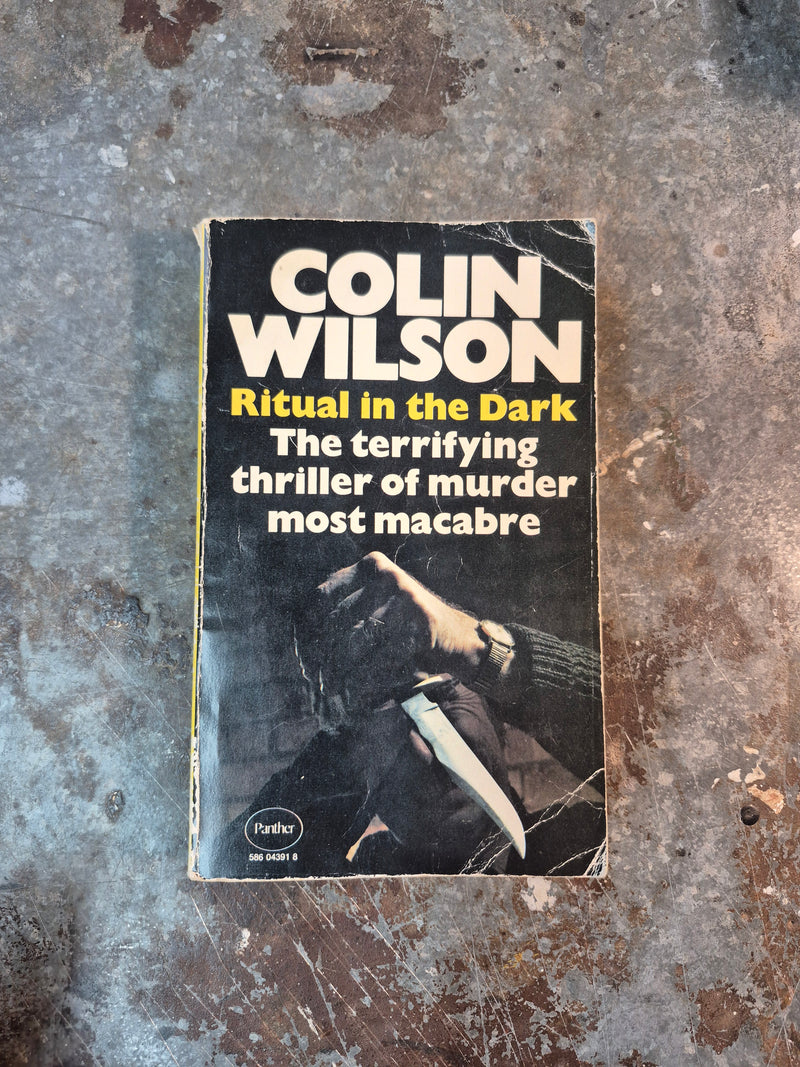 COLIN
WILSON
Ritual in the Dark
The terrifying
thriller of murder
most macabre
Panther
586 04391 8